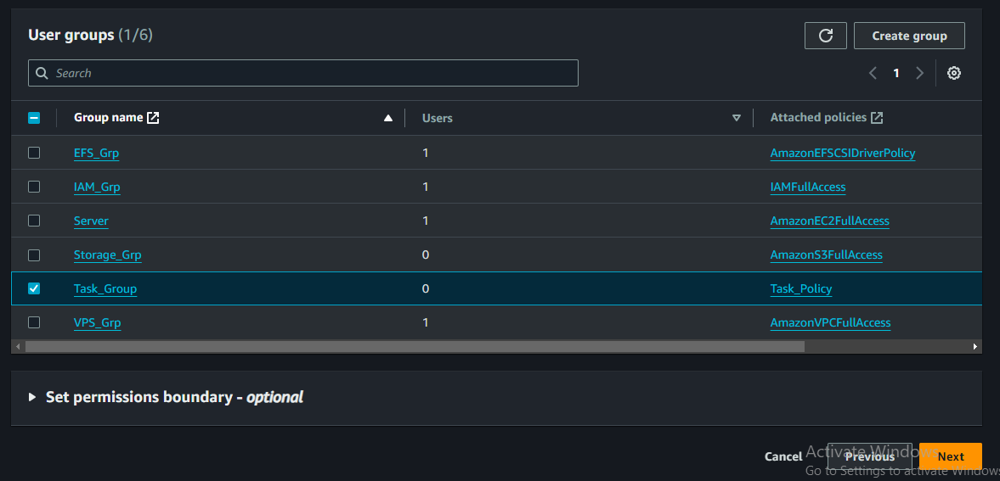 User groups (1/6)
Create group
Search
1
Group name Users Attached policies
EFS_Grp 1 AmazonEFSCSIDriverPolicy
IAM_Grp 1 IAMFullAccess
Server 1 AmazonEC2FullAccess
Storage_Grp 0 AmazonS3FullAccess
Task_Group 0 Task_Policy
VPS_Grp 1 AmazonVPCFullAccess
Set permissions boundary - optional
Cancel Previous Next
Activate Windows
Go to Settings to activate Windows